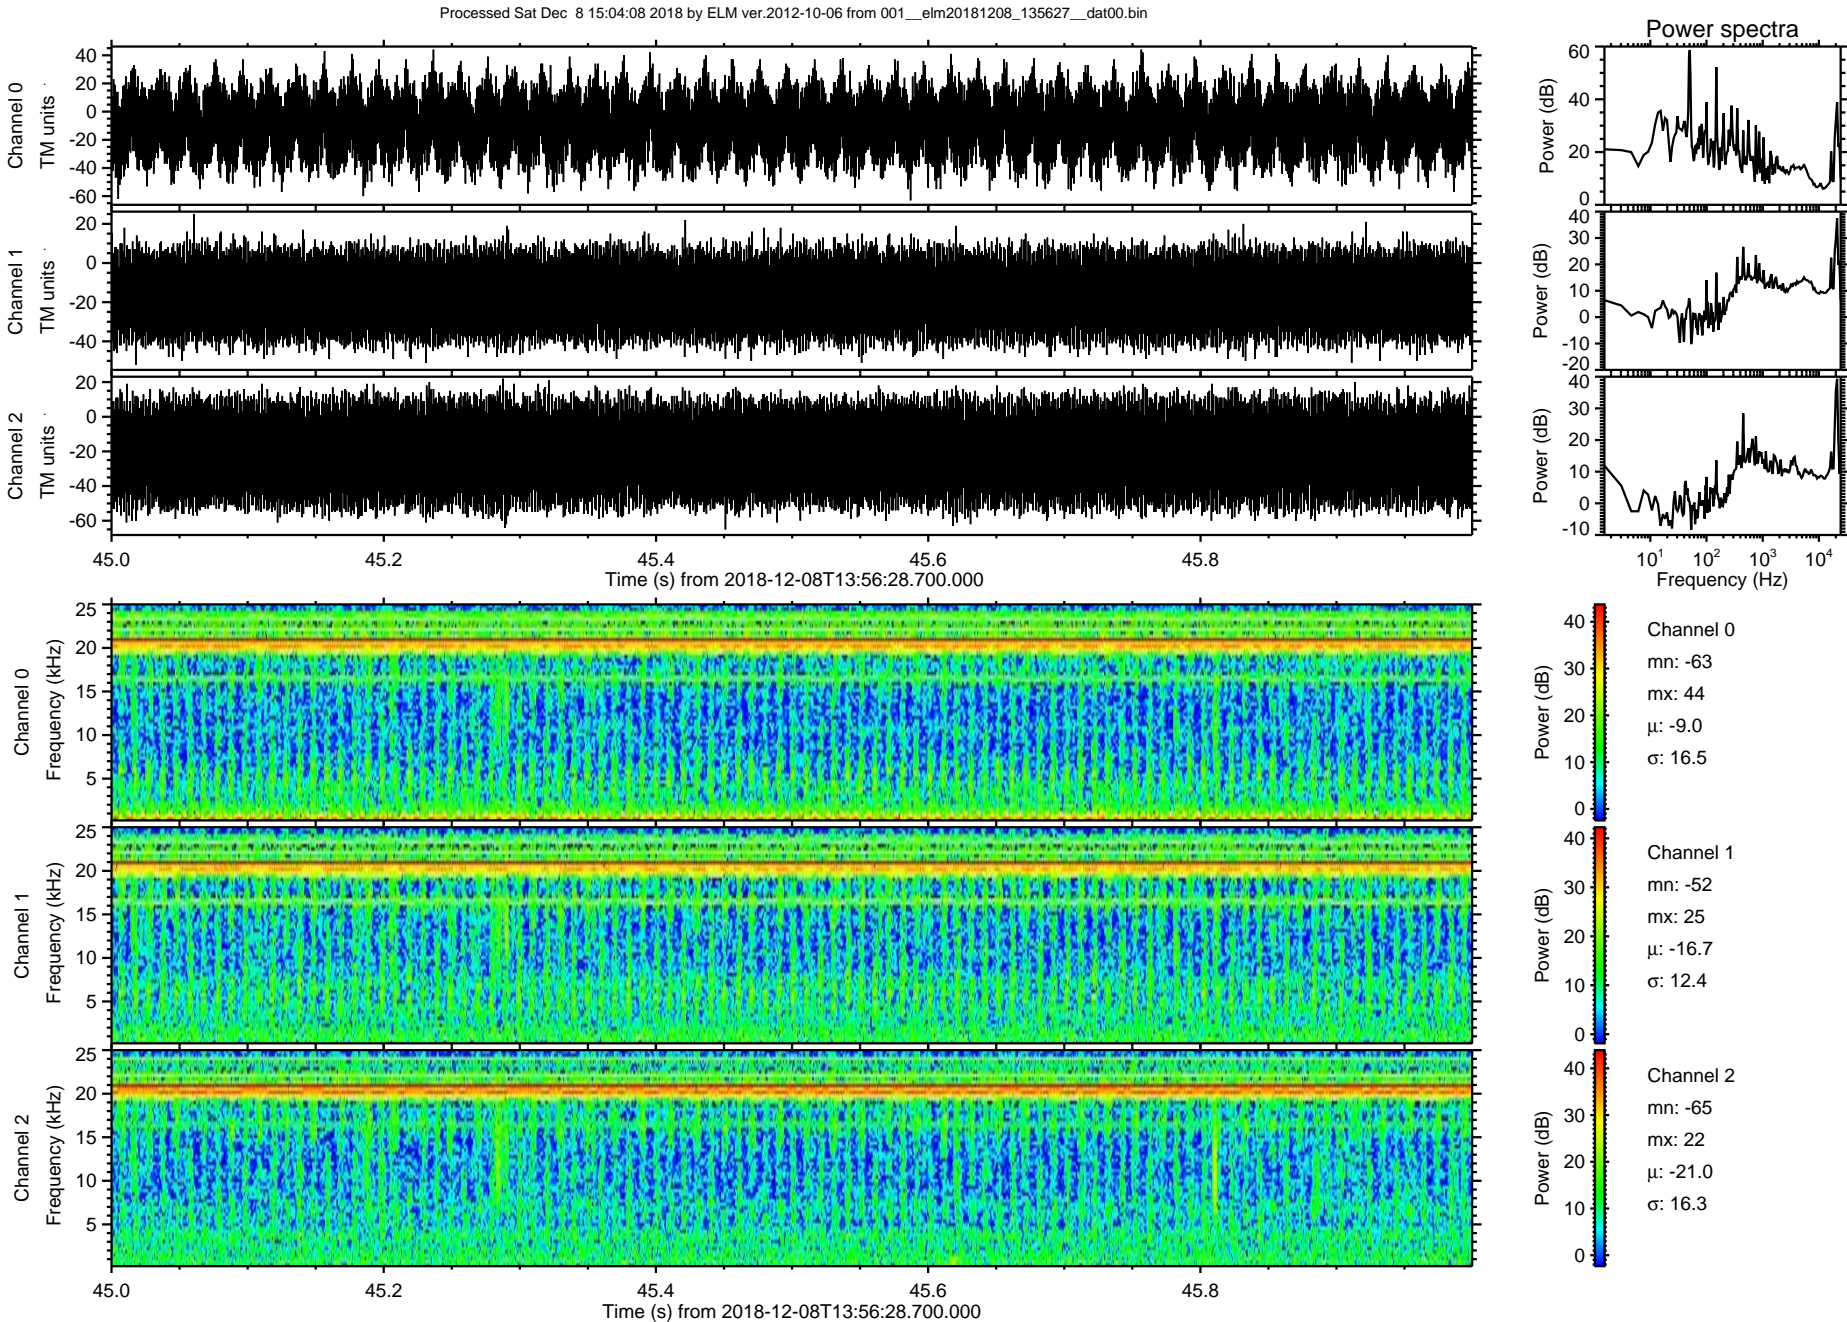 Processed Sat Dec  8 15:04:08 2018 by ELM ver.2012-10-06 from 001__elm20181208_135627__dat00.bin
Power spectra
Channel 0
TM units
40
20
0
-20
-40
-60
Power (dB)
60
40
20
0
Channel 1
TM units
20
0
-20
-40
Power (dB)
40
30
20
10
0
-10
-20
Channel 2
TM units
20
0
-20
-40
-60
Power (dB)
40
30
20
10
0
-10
45.0 45.2 45.4 45.6 45.8
Time (s) from 2018-12-08T13:56:28.700.000
10¹ 10² 10³ 10⁴
Frequency (Hz)
Channel 0
Frequency (kHz)
25
20
15
10
5
Power (dB)
40
30
20
10
0
Channel 0
mn: -63
mx: 44
μ: -9.0
σ: 16.5
Channel 1
Frequency (kHz)
25
20
15
10
5
Power (dB)
40
30
20
10
0
Channel 1
mn: -52
mx: 25
μ: -16.7
σ: 12.4
Channel 2
Frequency (kHz)
25
20
15
10
5
Power (dB)
40
30
20
10
0
Channel 2
mn: -65
mx: 22
μ: -21.0
σ: 16.3
45.0 45.2 45.4 45.6 45.8
Time (s) from 2018-12-08T13:56:28.700.000